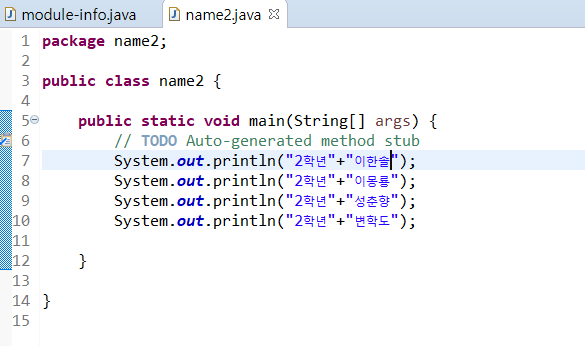 module-info.java name2.java
1 package name2;
2
3 public class name2 {
4
5 public static void main(String[] args) {
6 // TODO Auto-generated method stub
7 System.out.println("2학년"+"이한솔");
8 System.out.println("2학년"+"이몽룡");
9 System.out.println("2학년"+"성춘향");
10 System.out.println("2학년"+"변학도");
11
12 }
13
14 }
15